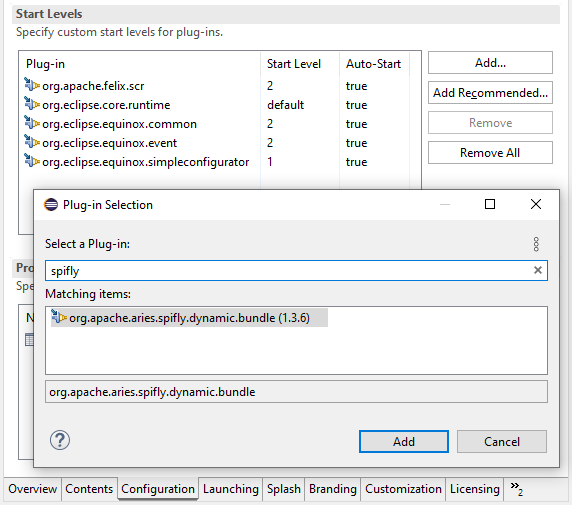 Start Levels
Specify custom start levels for plug-ins.
Plug-in Start Level Auto-Start
org.apache.felix.scr 2 true
org.eclipse.core.runtime default true
org.eclipse.equinox.common 2 true
org.eclipse.equinox.event 2 true
org.eclipse.equinox.simpleconfigurator 1 true
Add...
Add Recommended...
Remove
Remove All
Pro
Spe
N
Plug-in Selection
Select a Plug-in:
spifly
Matching items:
org.apache.aries.spifly.dynamic.bundle (1.3.6)
org.apache.aries.spifly.dynamic.bundle
?
Add Cancel
Overview Contents Configuration Launching Splash Branding Customization Licensing »2